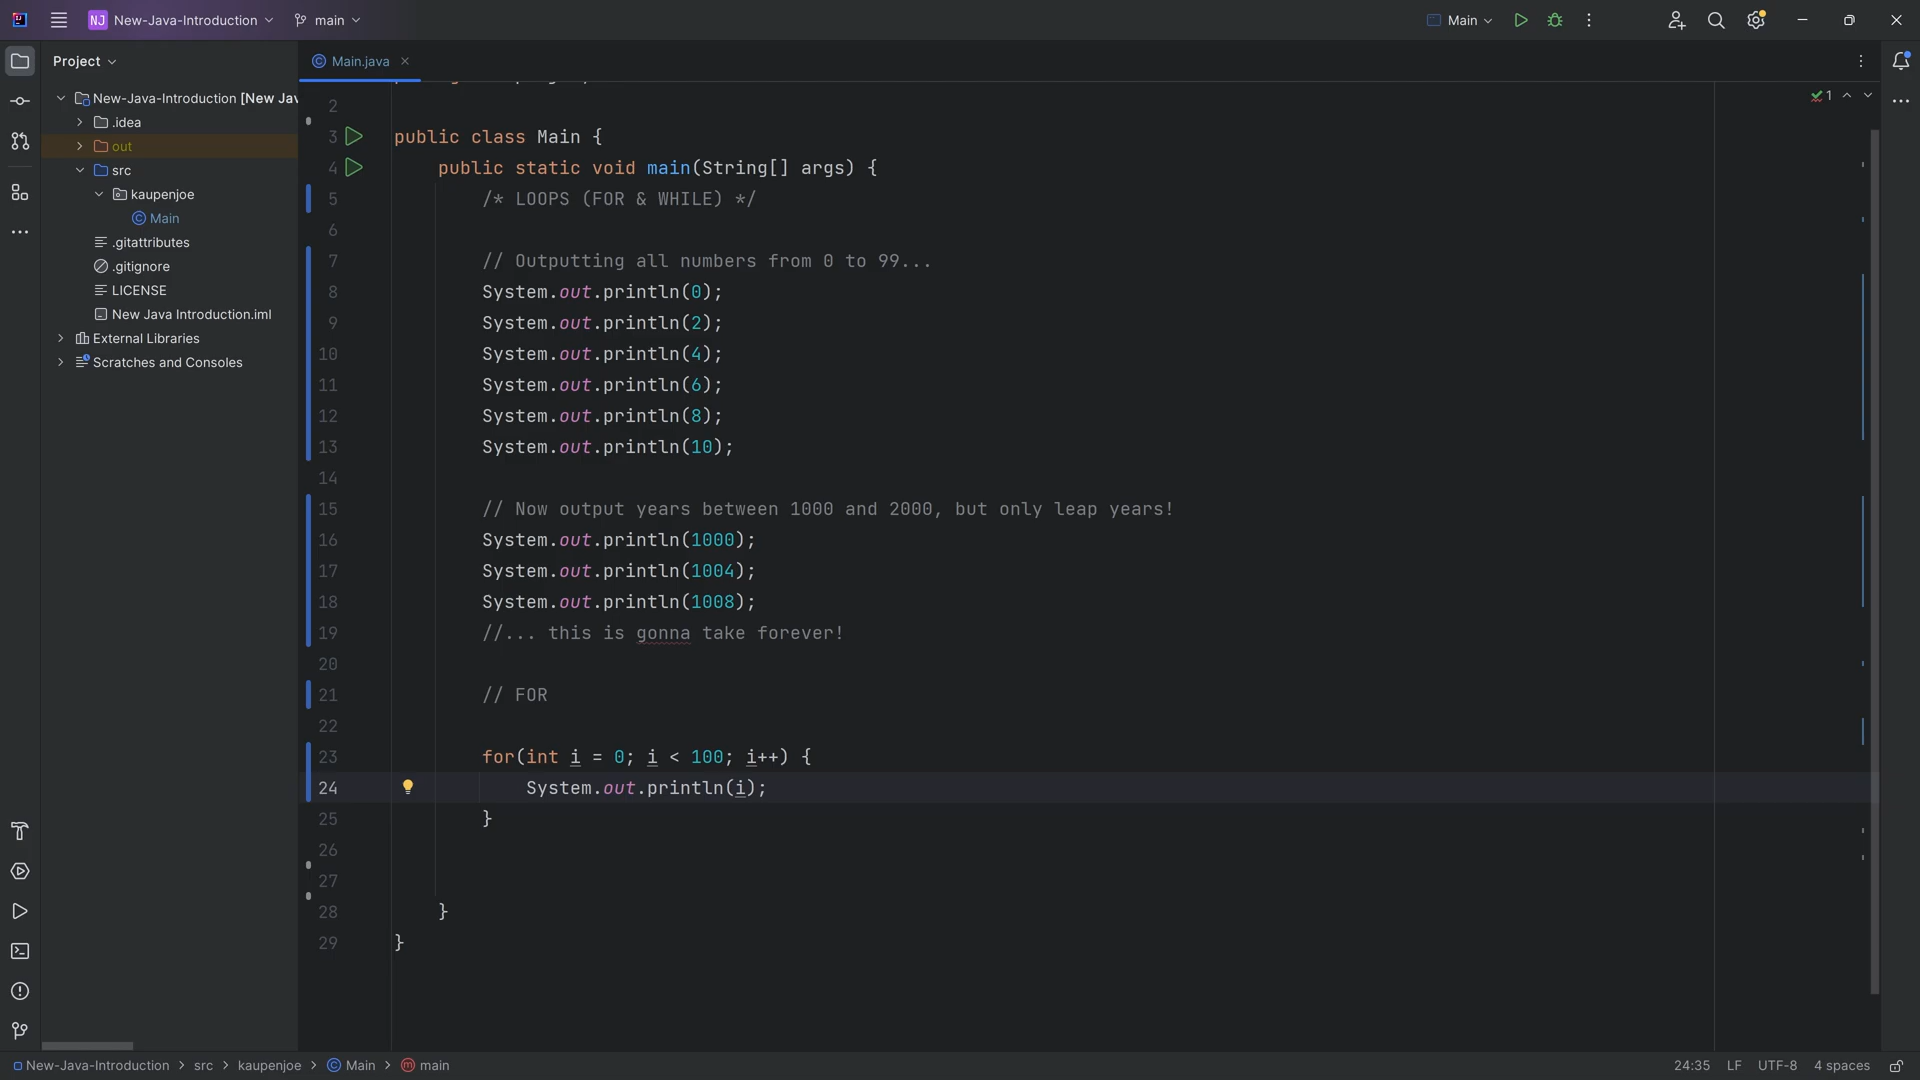 NJ New-Java-Introduction main Main
Project Main.java
New-Java-Introduction [New Jav
.idea
out
src
kaupenjoe
Main
.gitattributes
.gitignore
LICENSE
New Java Introduction.iml
External Libraries
Scratches and Consoles
1
2
3 public class Main {
4 public static void main(String[] args) {
5 /* LOOPS (FOR & WHILE) */
6
7 // Outputting all numbers from 0 to 99...
8 System.out.println(0);
9 System.out.println(2);
10 System.out.println(4);
11 System.out.println(6);
12 System.out.println(8);
13 System.out.println(10);
14
15 // Now output years between 1000 and 2000, but only leap years!
16 System.out.println(1000);
17 System.out.println(1004);
18 System.out.println(1008);
19 //... this is gonna take forever!
20
21 // FOR
22
23 for(int i = 0; i < 100; i++) {
24 System.out.println(i);
25 }
26
27
28 }
29 }
New-Java-Introduction > src > kaupenjoe > Main > main 24:35 LF UTF-8 4 spaces